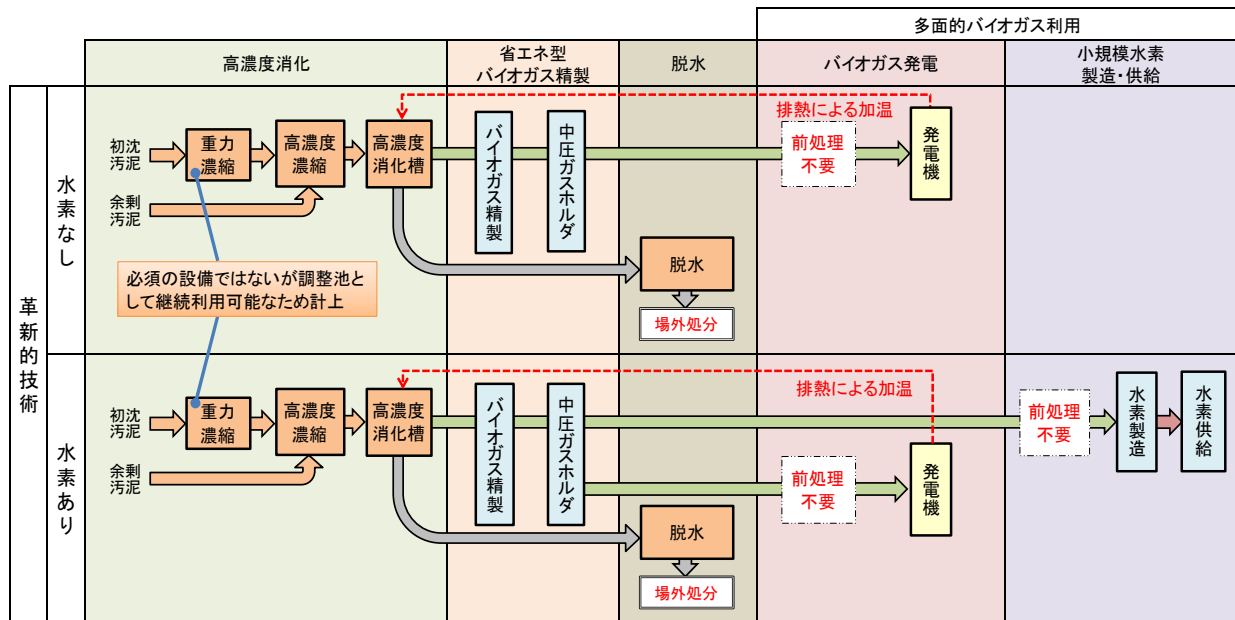 多面的バイオガス利用
高濃度消化
省エネ型
バイオガス精製
脱水
バイオガス発電
小規模水素
製造・供給
革新的技術
水素なし
初沈
汚泥
重力
濃縮
高濃度
濃縮
高濃度
消化槽
余剰
汚泥
バイオガス精製
中圧ガスホルダ
排熱による加温
前処理
不要
発電機
脱水
場外処分
必須の設備ではないが調整池と
して継続利用可能なため計上
水素あり
初沈
汚泥
重力
濃縮
高濃度
濃縮
高濃度
消化槽
余剰
汚泥
バイオガス精製
中圧ガスホルダ
排熱による加温
前処理
不要
発電機
前処理
不要
水素製造
水素供給
脱水
場外処分